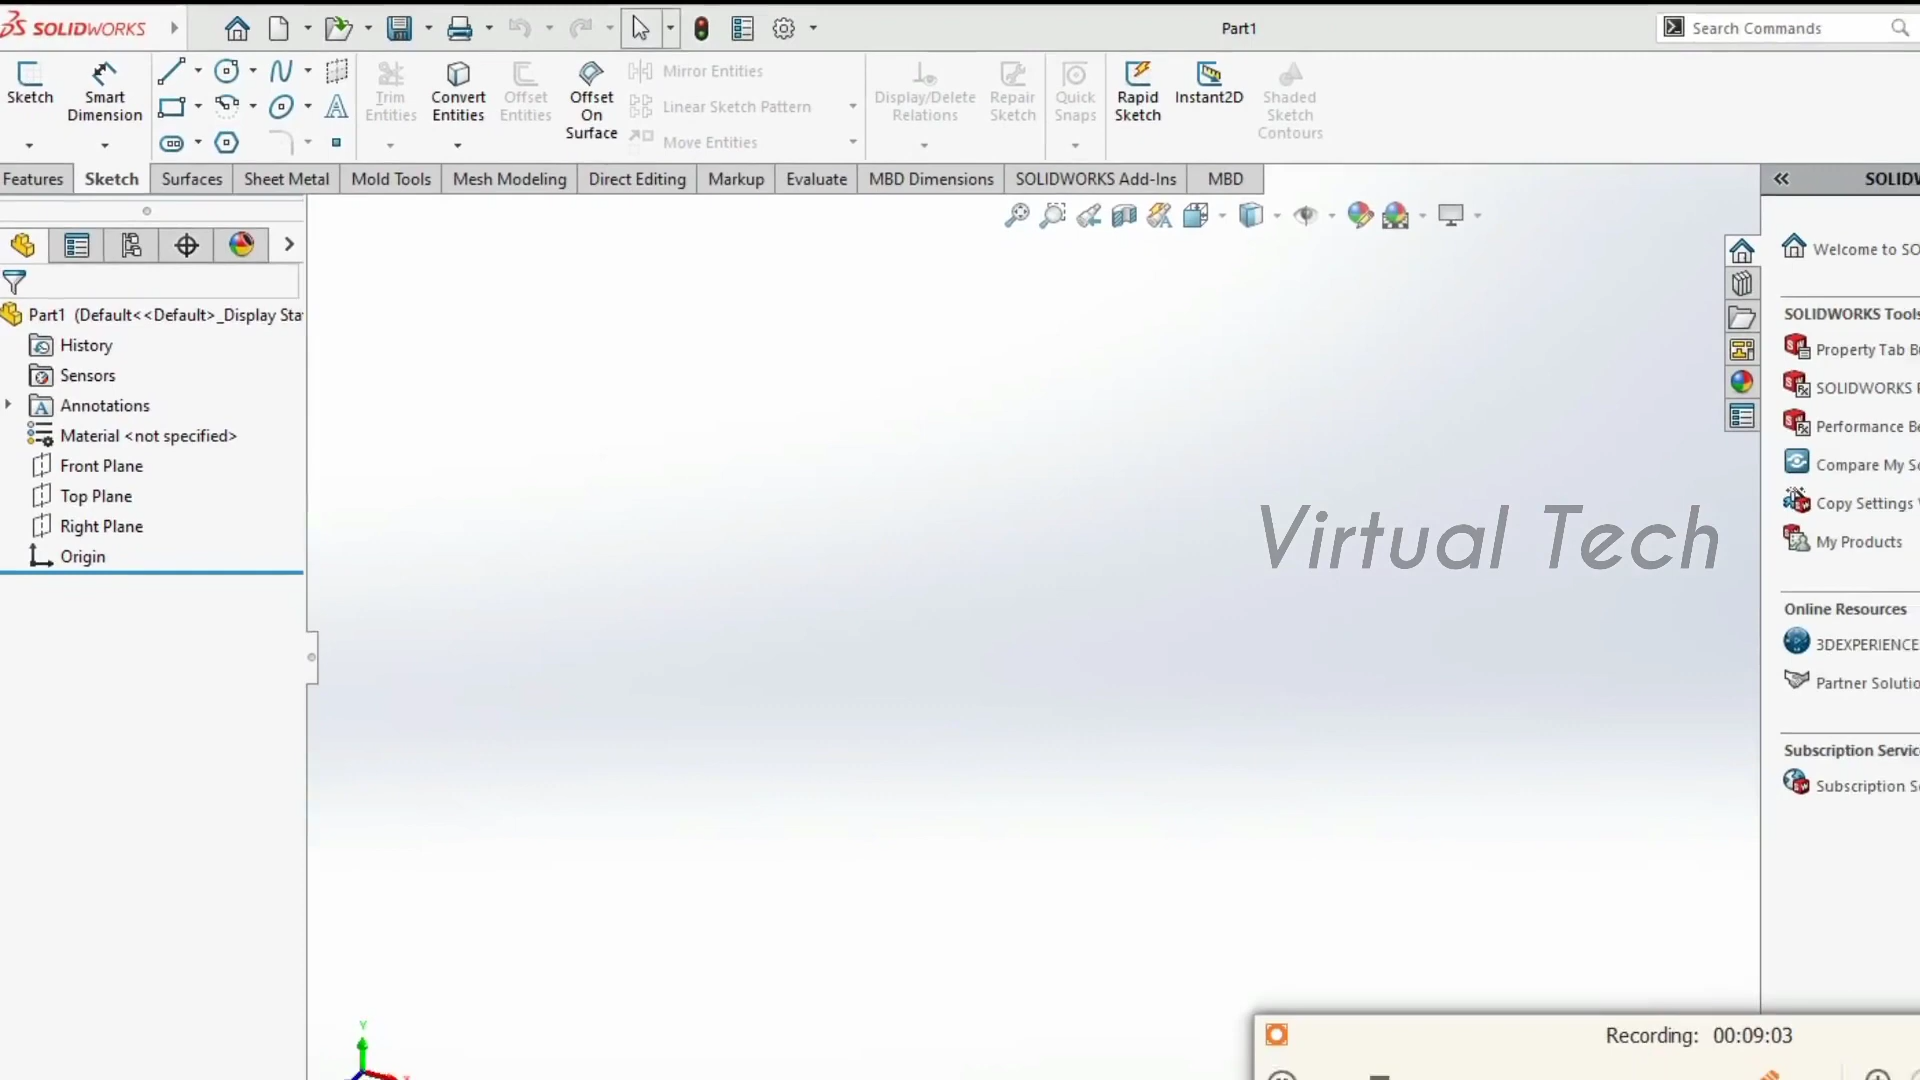 SOLIDWORKS
Part1
Search Commands
Sketch
Smart Dimension
Trim Entities
Convert Entities
Offset Entities
Offset On Surface
Mirror Entities
Linear Sketch Pattern
Move Entities
Display/Delete Relations
Repair Sketch
Quick Snaps
Rapid Sketch
Instant2D
Shaded Sketch Contours
Features
Sketch
Surfaces
Sheet Metal
Mold Tools
Mesh Modeling
Direct Editing
Markup
Evaluate
MBD Dimensions
SOLIDWORKS Add-Ins
MBD
SOLIDW
Part1 (Default<<Default>_Display Sta
History
Sensors
Annotations
Material <not specified>
Front Plane
Top Plane
Right Plane
Origin
Virtual Tech
Welcome to SO
SOLIDWORKS Tools
Property Tab Bu
SOLIDWORKS R
Performance Be
Compare My Sc
Copy Settings W
My Products
Online Resources
3DEXPERIENCE
Partner Solutio
Subscription Servic
Subscription Se
Y
Recording: 00:09:03